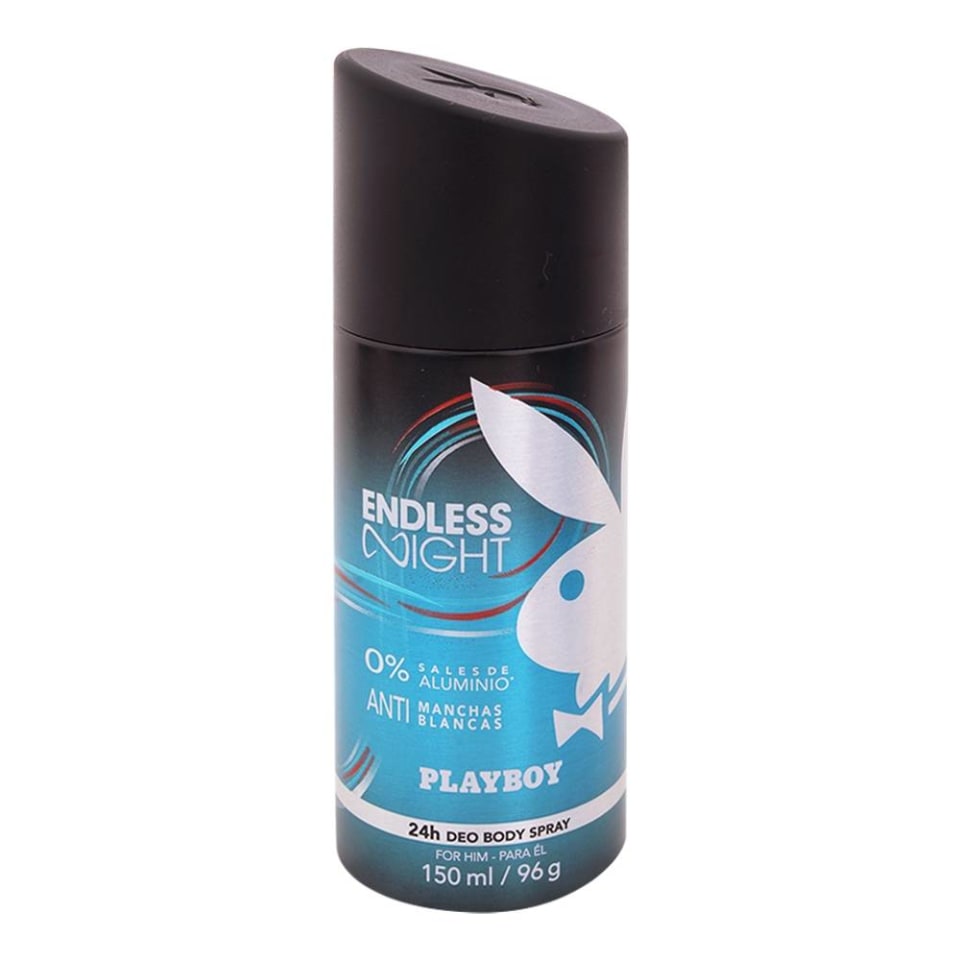 ENDLESS
NIGHT
0% SALES DE
ALUMINIO*
ANTI MANCHAS
BLANCAS
PLAYBOY
24h DEO BODY SPRAY
FOR HIM - PARA ÉL
150 ml / 96 g